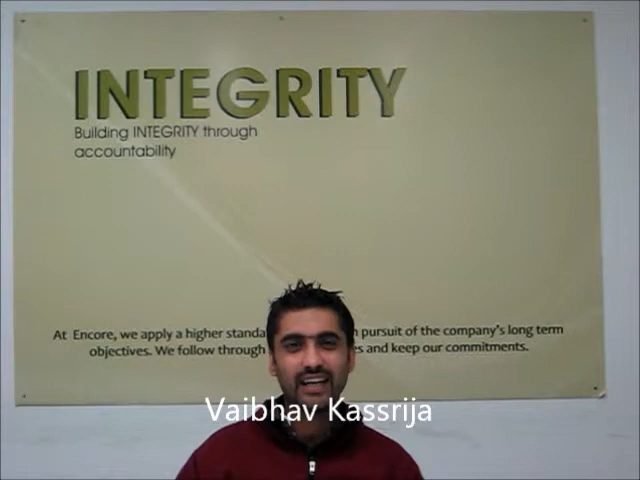 INTEGRITY
Building INTEGRITY through
accountability
At Encore, we apply a higher pursuit of the company's long term
objectives. We follow through and keep our commitments.
Vaibhav Kassrija